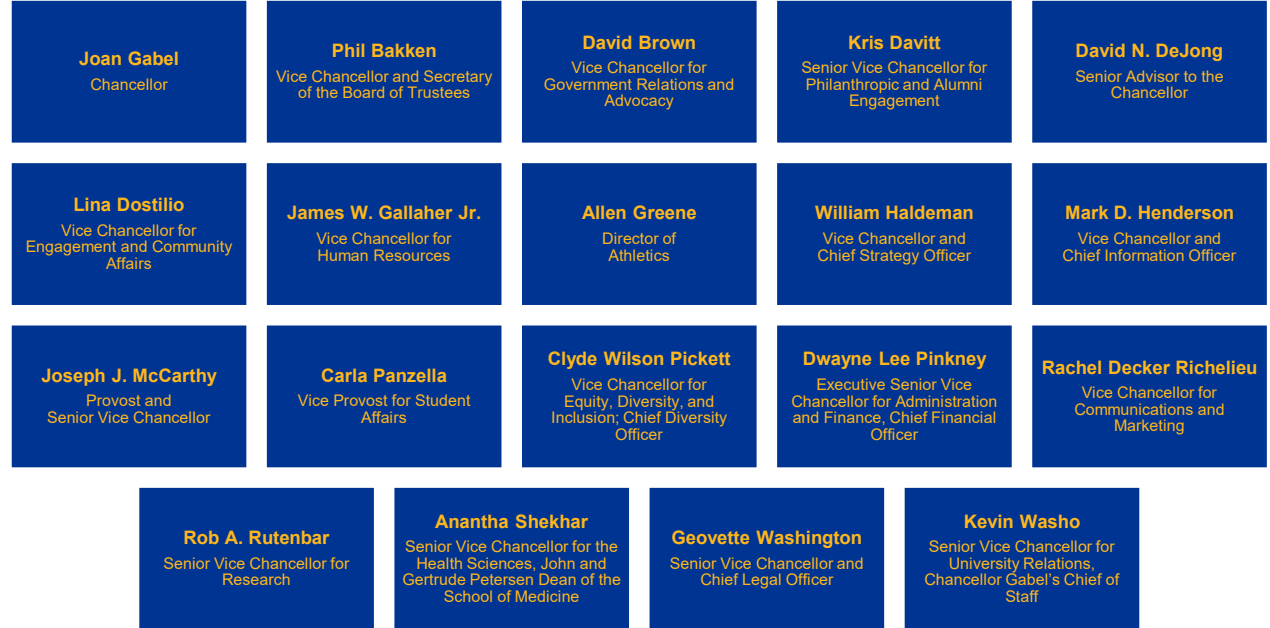 Joan Gabel
Chancellor
Phil Bakken
Vice Chancellor and Secretary
of the Board of Trustees
David Brown
Vice Chancellor for
Government Relations and
Advocacy
Kris Davitt
Senior Vice Chancellor for
Philanthropic and Alumni
Engagement
David N. DeJong
Senior Advisor to the
Chancellor
Lina Dostilio
Vice Chancellor for
Engagement and Community
Affairs
James W. Gallaher Jr.
Vice Chancellor for
Human Resources
Allen Greene
Director of
Athletics
William Haldeman
Vice Chancellor and
Chief Strategy Officer
Mark D. Henderson
Vice Chancellor and
Chief Information Officer
Joseph J. McCarthy
Provost and
Senior Vice Chancellor
Carla Panzella
Vice Provost for Student
Affairs
Clyde Wilson Pickett
Vice Chancellor for
Equity, Diversity, and
Inclusion; Chief Diversity
Officer
Dwayne Lee Pinkney
Executive Senior Vice
Chancellor for Administration
and Finance, Chief Financial
Officer
Rachel Decker Richelieu
Vice Chancellor for
Communications and
Marketing
Rob A. Rutenbar
Senior Vice Chancellor for
Research
Anantha Shekhar
Senior Vice Chancellor for the
Health Sciences, John and
Gertrude Petersen Dean of the
School of Medicine
Geovette Washington
Senior Vice Chancellor and
Chief Legal Officer
Kevin Washo
Senior Vice Chancellor for
University Relations,
Chancellor Gabel’s Chief of
Staff